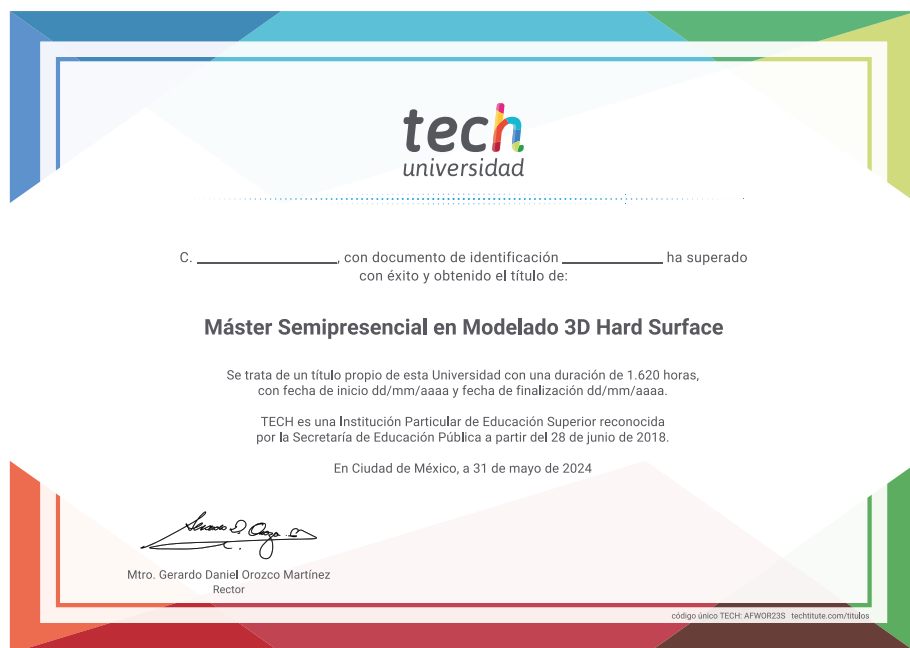 tech
universidad
C. ____________, con documento de identificación ____________ ha superado
con éxito y obtenido el título de:
Máster Semipresencial en Modelado 3D Hard Surface
Se trata de un título propio de esta Universidad con una duración de 1.620 horas,
con fecha de inicio dd/mm/aaaa y fecha de finalización dd/mm/aaaa.
TECH es una Institución Particular de Educación Superior reconocida
por la Secretaría de Educación Pública a partir del 28 de junio de 2018.
En Ciudad de México, a 31 de mayo de 2024
Mtro. Gerardo Daniel Orozco Martínez
Rector
código único TECH: AFWOR23S techtitute.com/titulos